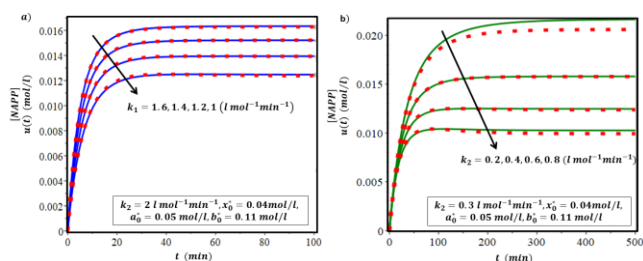 a)
[NAPP]
u(t) (mol/l)
0.016
0.014
0.012
0.010
0.008
0.006
0.004
0.002
0
k₁ = 1.6, 1.4, 1.2, 1 (l mol⁻¹min⁻¹)
k₂ = 2 l mol⁻¹min⁻¹, x₀* = 0.04mol/l,
a₀* = 0.05 mol/l, b₀* = 0.11 mol/l
0 20 40 60 80 100
t (min)
b)
[NAPP]
u(t) (mol/l)
0.020
0.015
0.010
0.005
0
k₂ = 0.2, 0.4, 0.6, 0.8 (l mol⁻¹min⁻¹)
k₂ = 0.3 l mol⁻¹min⁻¹, x₀* = 0.04mol/l,
a₀* = 0.05 mol/l, b₀* = 0.11 mol/l
0 100 200 300 400 500
t (min)